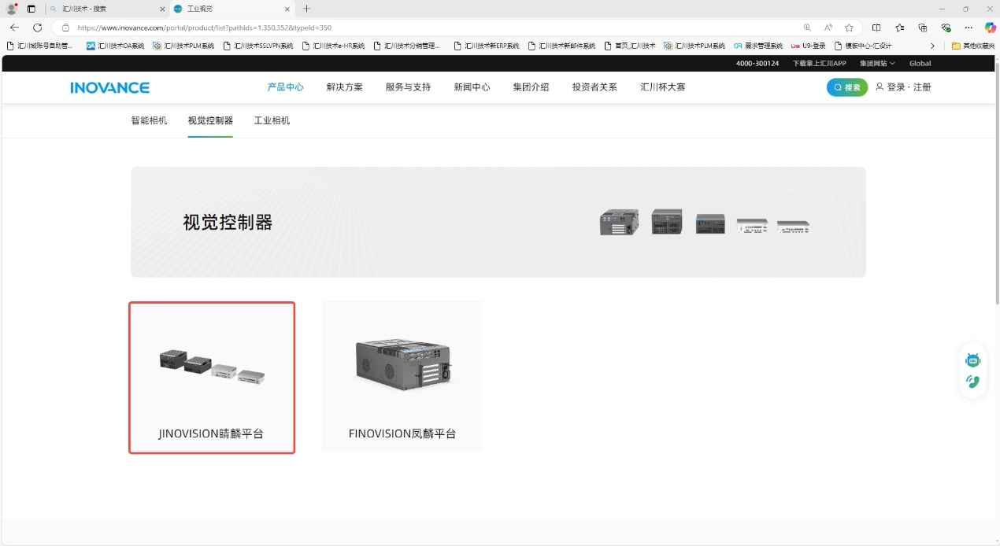 汇川技术 - 搜索
工业视觉
https://www.inovance.com/portal/product/list?pathIds=1,350,352&typeId=350
汇川域账号自助管... 汇川技术OA系统 汇川技术PLM系统 汇川技术SSLVPN系统 汇川技术e-HR系统 汇川技术分销管理... 汇川技术新ERP系统 汇川技术新邮件系统 首页_汇川技术 汇川技术PLM系统 需求管理系统 U9-登录 模板中心-汇设计 其他收藏夹
4000-300124 下载掌上汇川APP 集团网站 Global
INOVANCE 产品中心 解决方案 服务与支持 新闻中心 集团介绍 投资者关系 汇川杯大赛 搜索 登录 · 注册
智能相机 视觉控制器 工业相机
视觉控制器
JINOVISION睛麟平台 FINOVISION凤麟平台